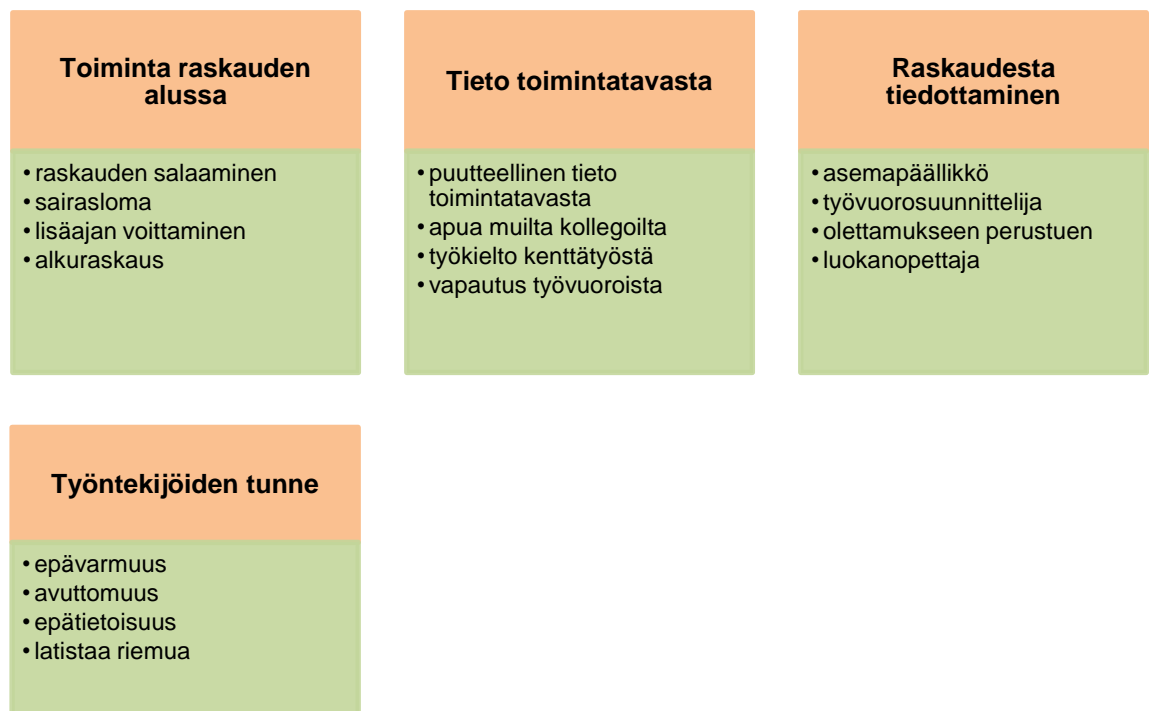 Toiminta raskauden
alussa
• raskauden salaaminen
• sairasloma
• lisäajan voittaminen
• alkuraskaus
Tieto toimintatavasta
• puutteellinen tieto
toimintatavasta
• apua muilta kollegoilta
• työkielto kenttätyöstä
• vapautus työvuoroista
Raskaudesta
tiedottaminen
• asemapäällikkö
• työvuorosuunnittelija
• olettamukseen perustuen
• luokanopettaja
Työntekijöiden tunne
• epävarmuus
• avuttomuus
• epätietoisuus
• latistaa riemua